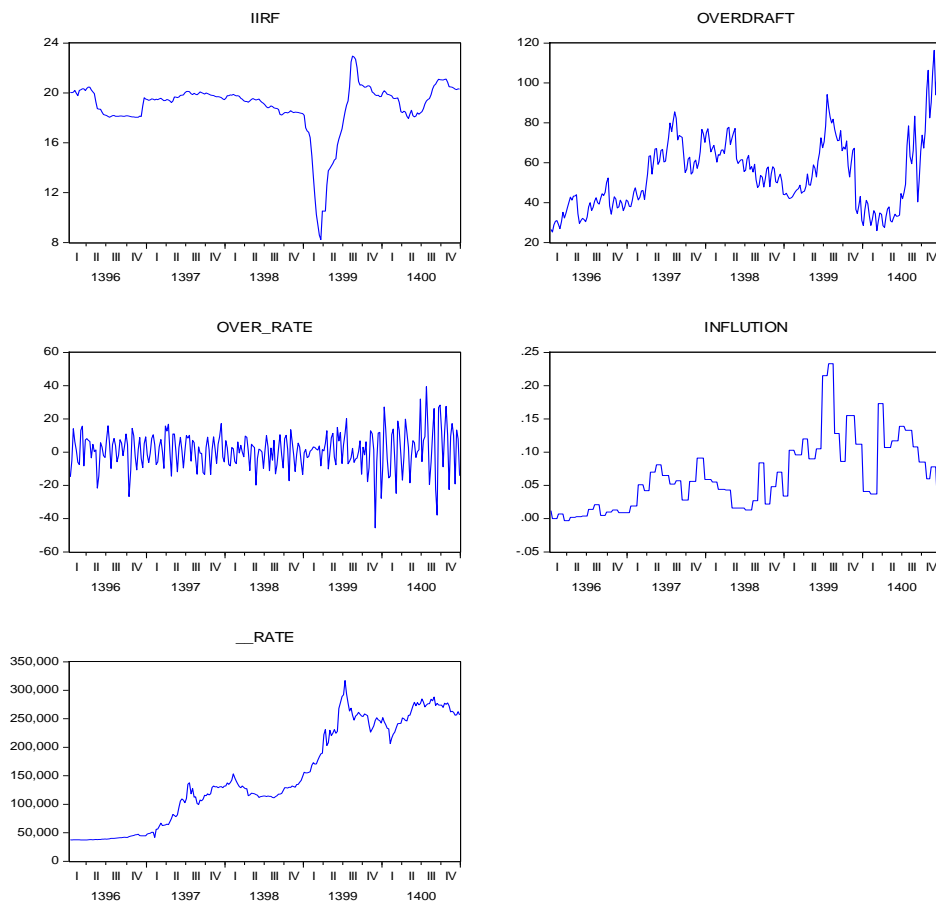 IIRF
24
20
16
12
8
I II III IV I II III IV I II III IV I II III IV I II III IV
1396 1397 1398 1399 1400
OVERDRAFT
120
100
80
60
40
20
I II III IV I II III IV I II III IV I II III IV I II III IV
1396 1397 1398 1399 1400
OVER_RATE
60
40
20
0
-20
-40
-60
I II III IV I II III IV I II III IV I II III IV I II III IV
1396 1397 1398 1399 1400
INFLUTION
.25
.20
.15
.10
.05
.00
-.05
I II III IV I II III IV I II III IV I II III IV I II III IV
1396 1397 1398 1399 1400
__RATE
350,000
300,000
250,000
200,000
150,000
100,000
50,000
0
I II III IV I II III IV I II III IV I II III IV I II III IV
1396 1397 1398 1399 1400